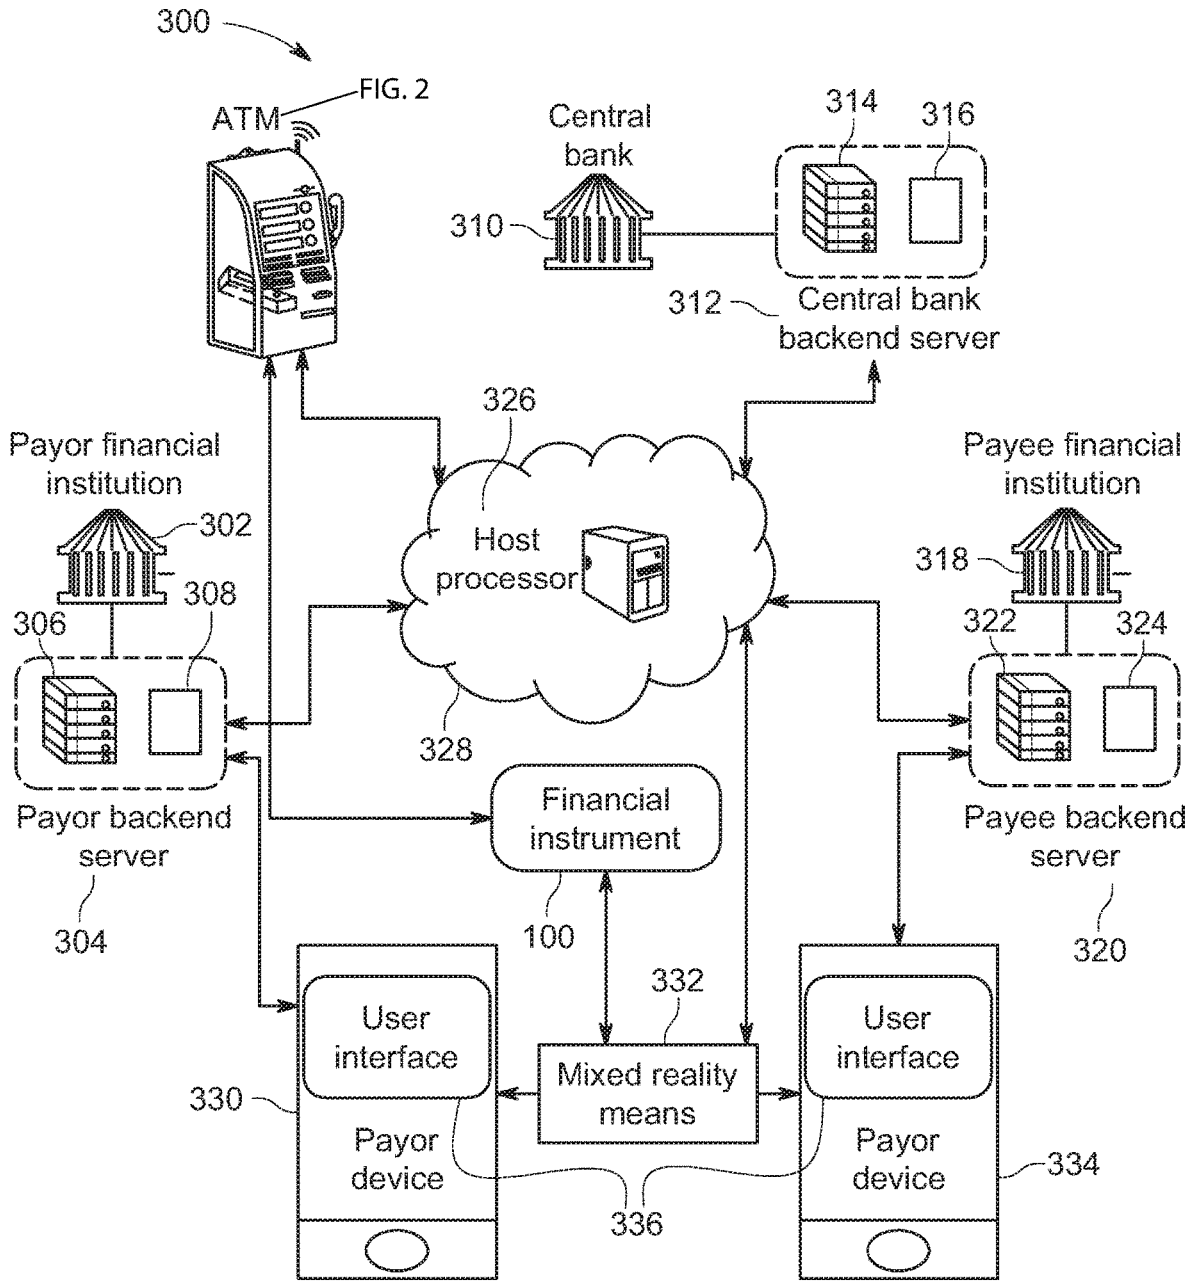 300
FIG. 2
ATM
Central
bank
310
314
316
312
Central bank
backend server
326
Payor financial
institution
302
Payee financial
institution
318
Host
processor
306
308
322
324
328
Payor backend
server
304
Financial
instrument
100
Payee backend
server
320
332
User
interface
Mixed reality
means
User
interface
330
Payor
device
336
Payor
device
334